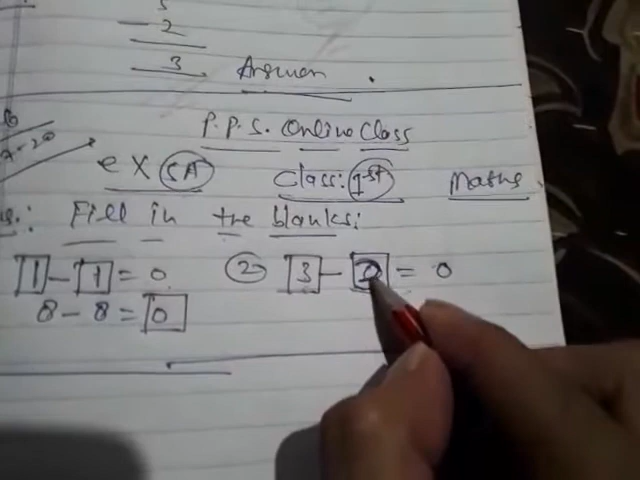 5
- 2
3 Answer.
P.P.S. Online Class
ex 5A Class: 1st Maths
Fill in the blanks:
1 - 1 = 0 (2) 3 - = 0
8 - 8 = 0